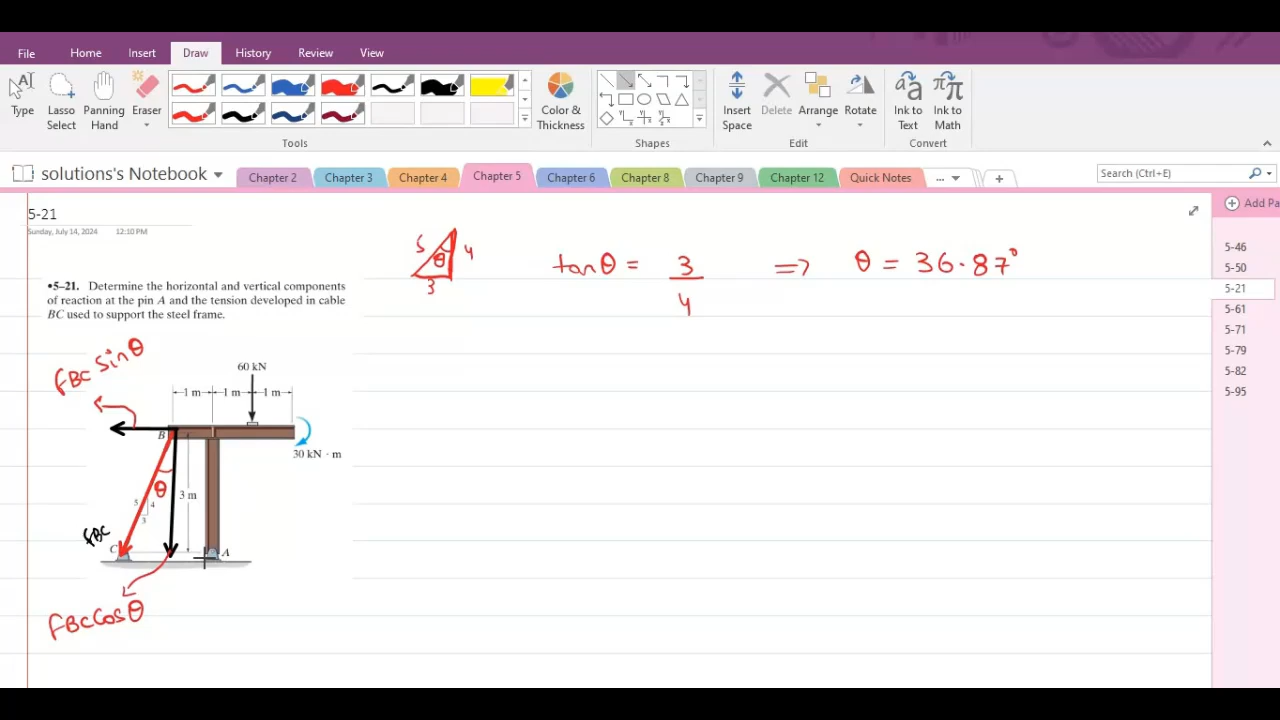 File Home Insert Draw History Review View
Type
Lasso Select
Panning Hand
Eraser
Color & Thickness
Insert Space
Delete
Arrange
Rotate
Ink to Text
Ink to Math
Tools Shapes Edit Convert
solutions's Notebook
Chapter 2 Chapter 3 Chapter 4 Chapter 5 Chapter 6 Chapter 8 Chapter 9 Chapter 12 Quick Notes ... +
Search (Ctrl+E)
Add Pa
5-46
5-50
5-21
5-61
5-71
5-79
5-82
5-95
5-21
Sunday, July 14, 2024 12:10 PM
•5–21. Determine the horizontal and vertical components
of reaction at the pin A and the tension developed in cable
BC used to support the steel frame.
5 θ 4
3
tanθ = 3/4 => θ = 36.87°
FBC Sinθ
60 kN
1 m 1 m 1 m
B
30 kN · m
θ
3 m
5 4
3
FBC
C A
FBC Cosθ